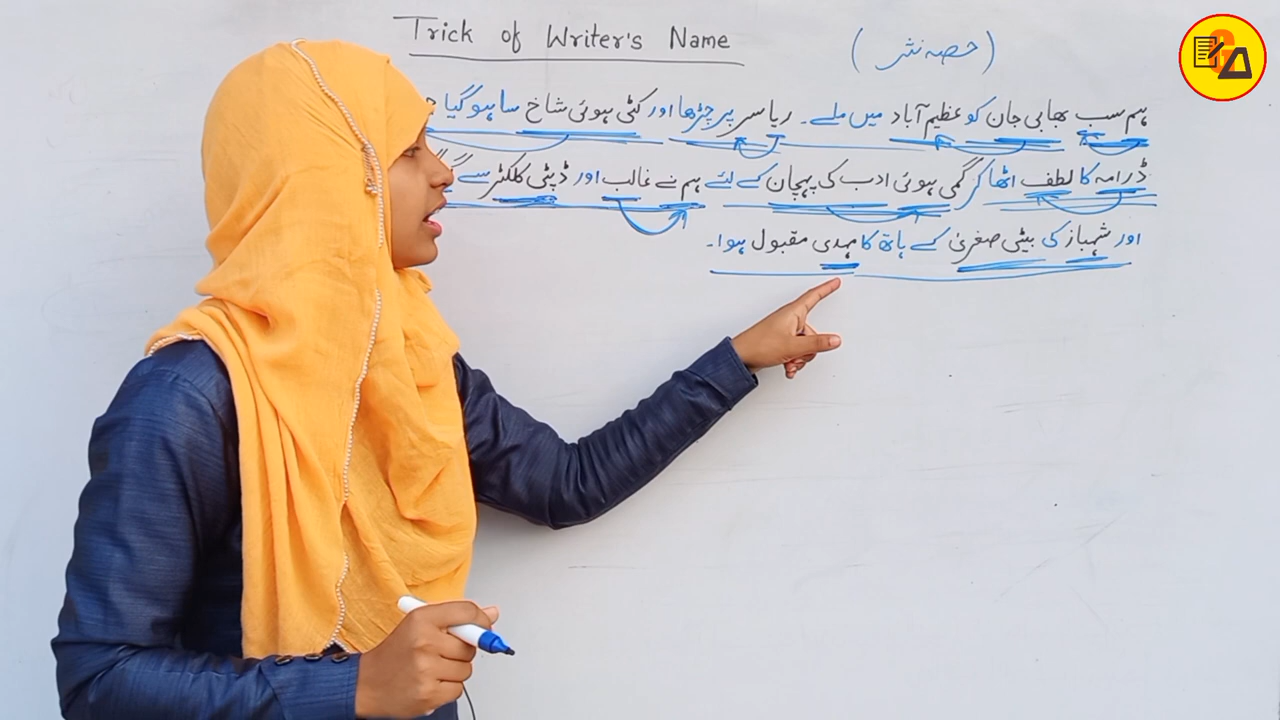 Trick of Writer's Name
(حصہ نثر)
ہم سب بھابی جان کو عظیم آباد میں ملے۔ ریاسر پر چڑھا اور کٹی ہوئی شاخ سا ہو گیا
ڈرامہ کا لطف اٹھا کر گمی ہوئی ادب کی پہچان کے لئے ہم نے غالب اور ڈپٹی کلکٹر سے
اور شہباز کی بیٹی صغریٰ کے ہاتھ کا مہدی مقبول ہوا۔